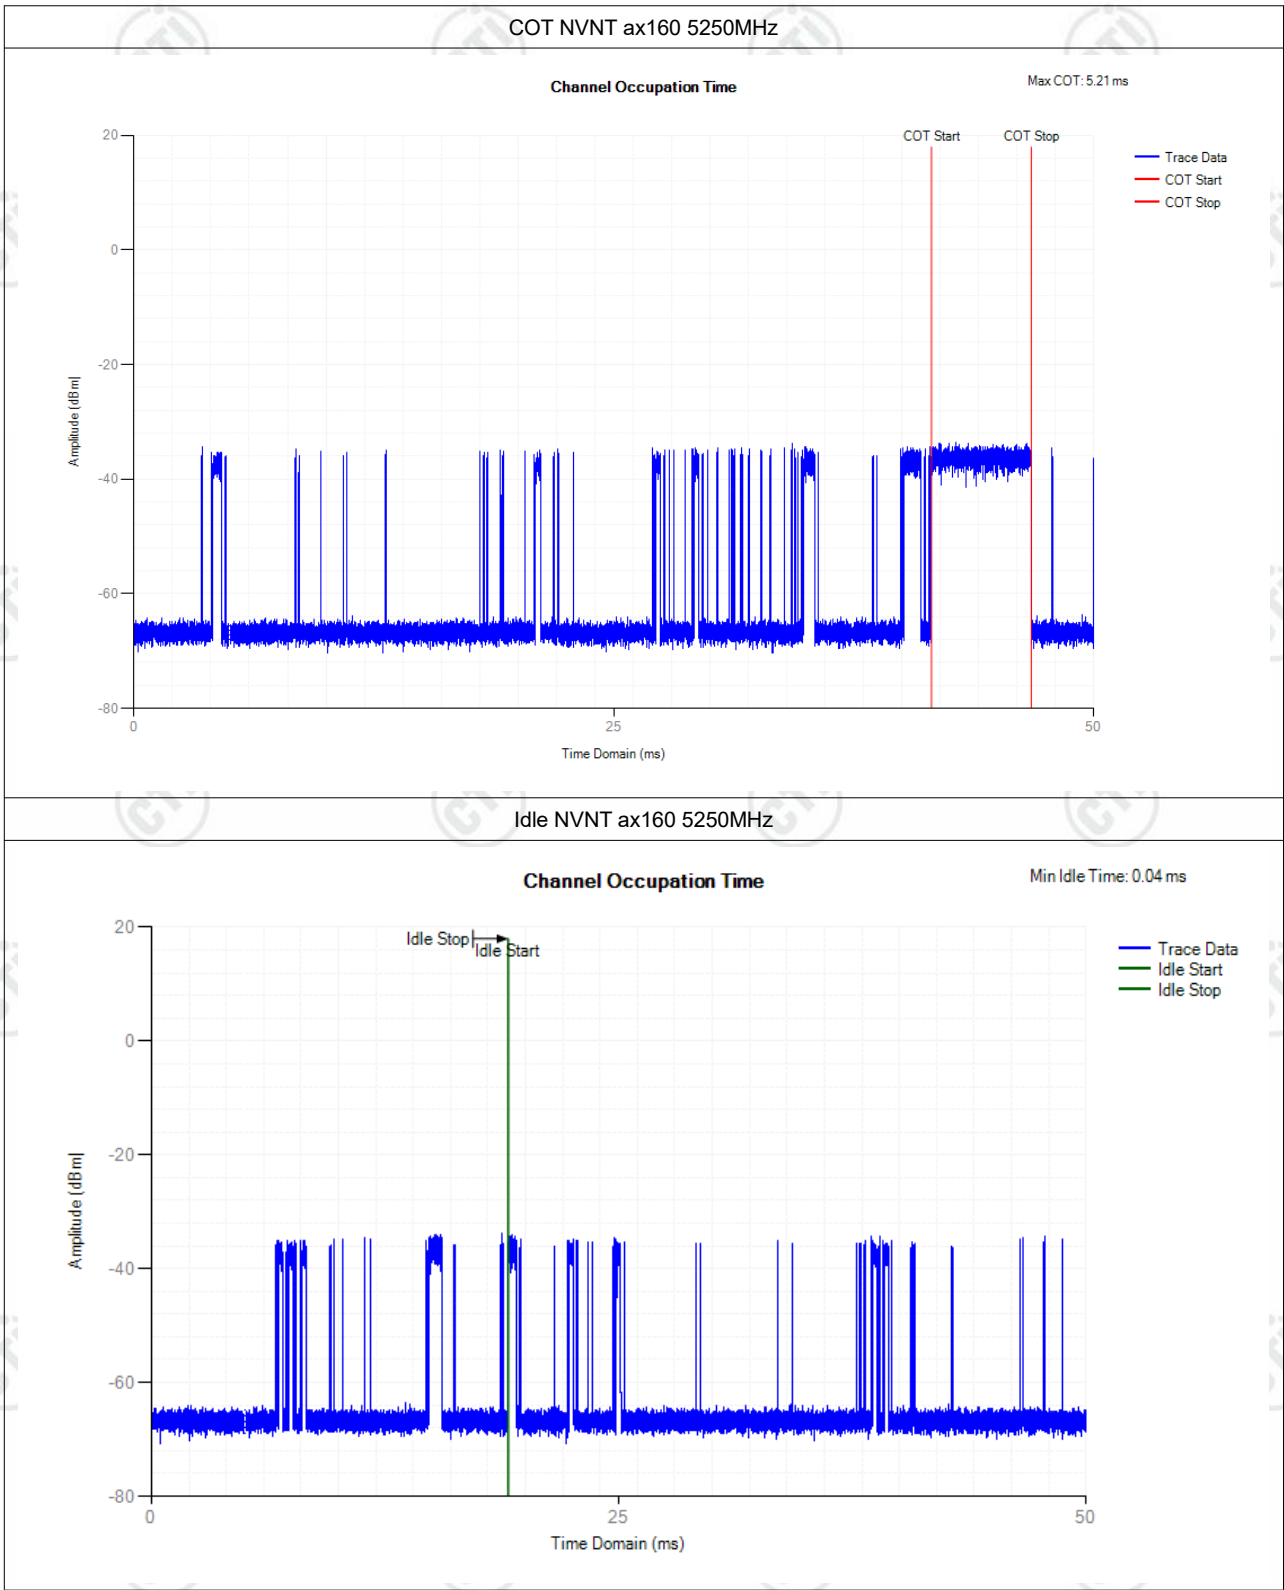 COT NVNT ax160 5250MHz
Channel Occupation Time
Max COT: 5.21 ms
COT Start
COT Stop
20
0
-20
-40
-60
-80
Amplitude (dBm)
0
25
50
Time Domain (ms)
Trace Data
COT Start
COT Stop
Idle NVNT ax160 5250MHz
Channel Occupation Time
Min Idle Time: 0.04 ms
Idle Stop
Idle Start
20
0
-20
-40
-60
-80
Amplitude (dBm)
0
25
50
Time Domain (ms)
Trace Data
Idle Start
Idle Stop